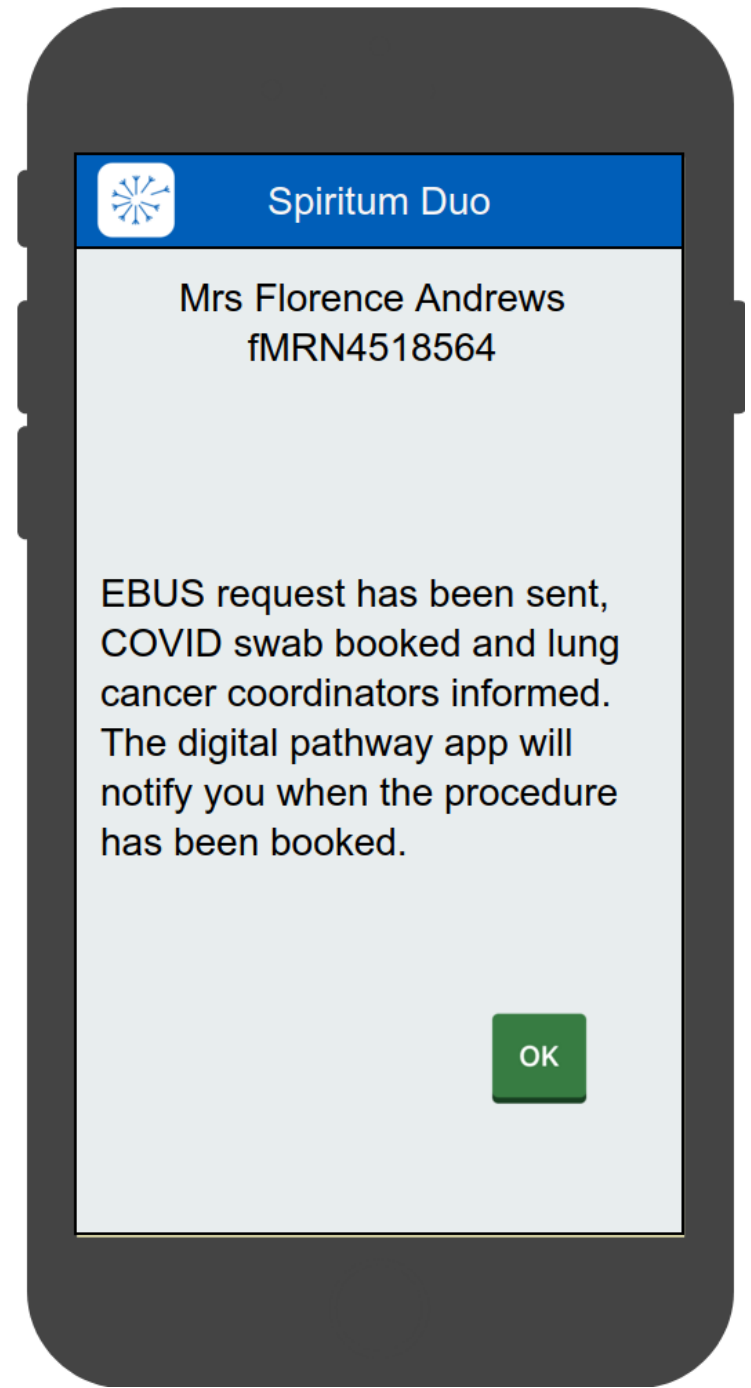 Spiritum Duo
Mrs Florence Andrews
fMRN4518564
EBUS request has been sent,
COVID swab booked and lung
cancer coordinators informed.
The digital pathway app will
notify you when the procedure
has been booked.
OK